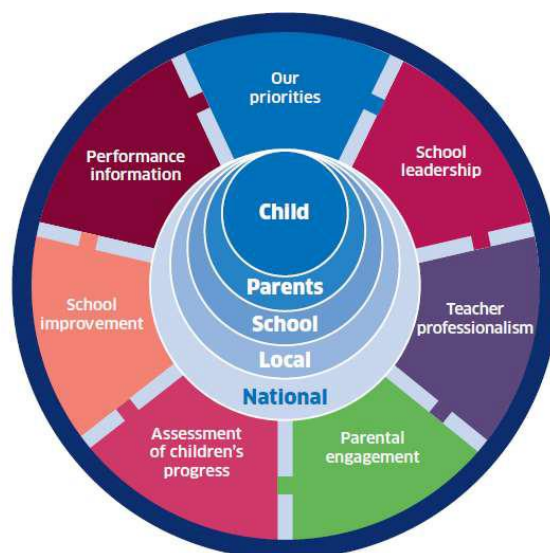 Our
priorities
School
leadership
Teacher
professionalism
Parental
engagement
Assessment
of children's
progress
School
improvement
Performance
information
Child
Parents
School
Local
National